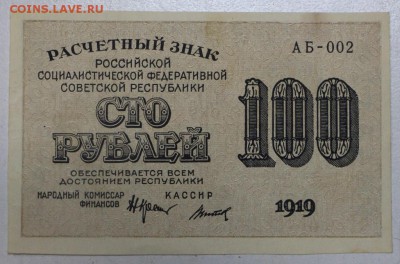 COINS.LAVE.RU
РАСЧЕТНЫЙ ЗНАК
РОССИЙСКОЙ
СОЦИАЛИСТИЧЕСКОЙ ФЕДЕРАТИВНОЙ
СОВЕТСКОЙ РЕСПУБЛИКИ
АБ-002
СТО
РУБЛЕЙ
100
ОБЕСПЕЧИВАЕТСЯ ВСЕМ
ДОСТОЯНИЕМ РЕСПУБЛИКИ
НАРОДНЫЙ КОМИССАР
ФИНАНСОВ
КАССИР
1919